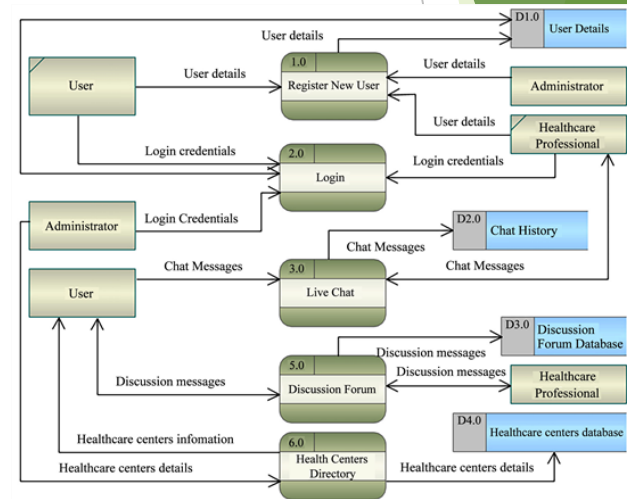 D1.0
User Details
User details
1.0
Register New User
User details
User details
User
Administrator
User details
Healthcare
Professional
Login credentials
2.0
Login
Login credentials
Login Credentials
Administrator
D2.0
Chat History
Chat Messages
Chat Messages
3.0
Live Chat
Chat Messages
User
D3.0
Discussion
Forum Database
Discussion messages
5.0
Discussion Forum
Discussion messages
Discussion messages
Healthcare
Professional
D4.0
Healthcare centers database
Healthcare centers infomation
6.0
Health Centers
Directory
Healthcare centers details
Healthcare centers details